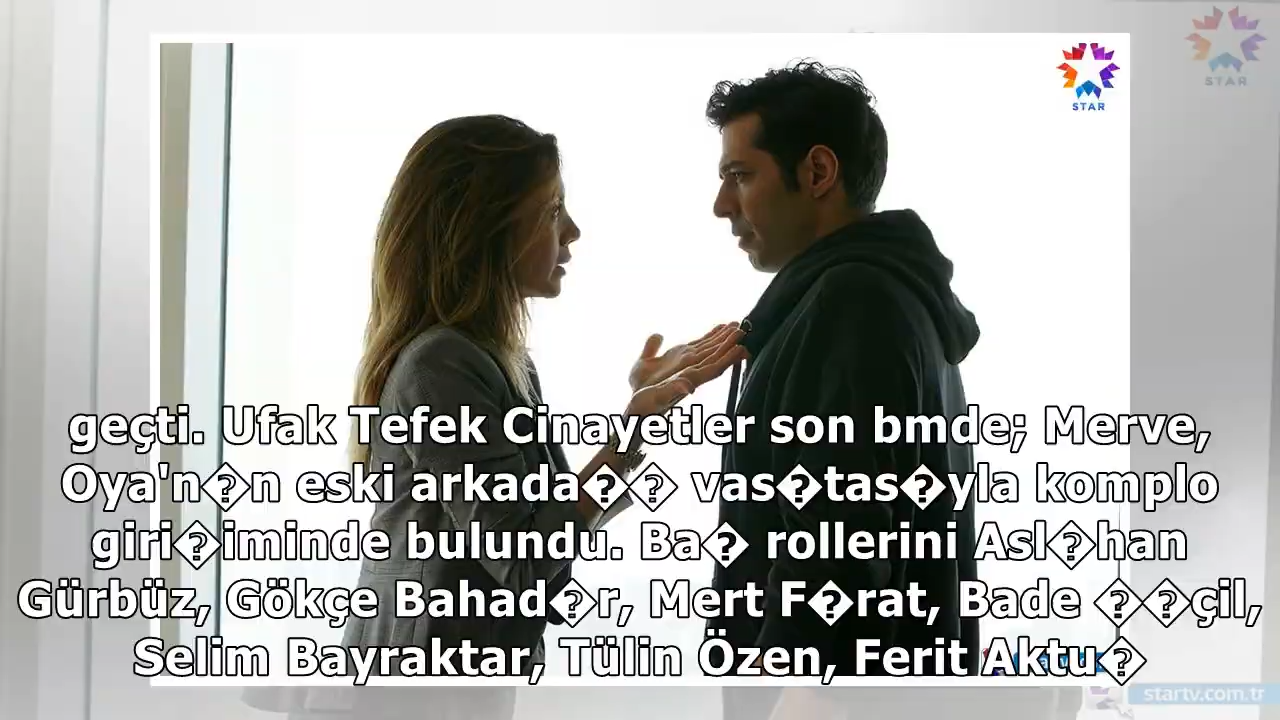 STAR
STAR
geçti. Ufak Tefek Cinayetler son bmde; Merve,
Oya'n�n eski arkada�� vas�tas�yla komplo
giri�iminde bulundu. Ba� rollerini Asl�han
Gürbüz, Gökçe Bahad�r, Mert F�rat, Bade ��çil,
Selim Bayraktar, Tülin Özen, Ferit Aktu�
startv.com.tr